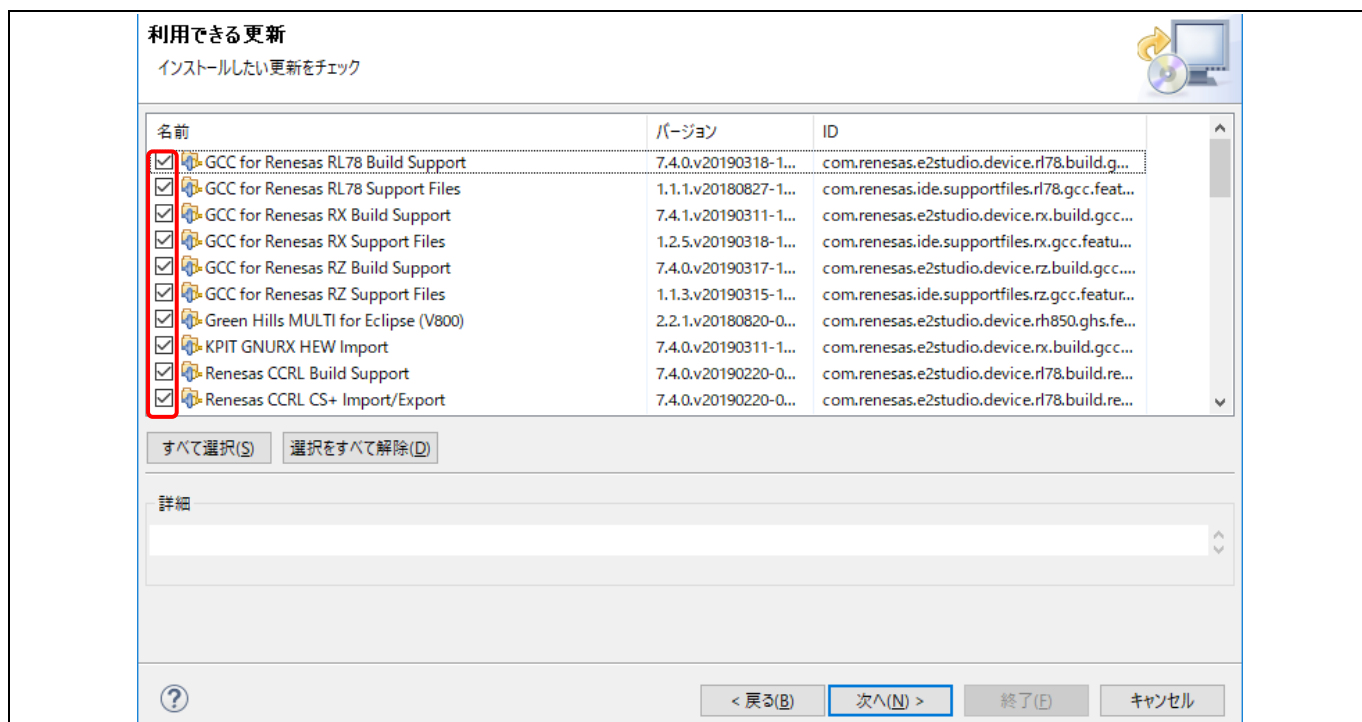 利用できる更新
インストールしたい更新をチェック
名前 バージョン ID
GCC for Renesas RL78 Build Support 7.4.0.v20190318-1... com.renesas.e2studio.device.rl78.build.g...
GCC for Renesas RL78 Support Files 1.1.1.v20180827-1... com.renesas.ide.supportfiles.rl78.gcc.feat...
GCC for Renesas RX Build Support 7.4.1.v20190311-1... com.renesas.e2studio.device.rx.build.gcc...
GCC for Renesas RX Support Files 1.2.5.v20190318-1... com.renesas.ide.supportfiles.rx.gcc.featu...
GCC for Renesas RZ Build Support 7.4.0.v20190317-1... com.renesas.e2studio.device.rz.build.gcc....
GCC for Renesas RZ Support Files 1.1.3.v20190315-1... com.renesas.ide.supportfiles.rz.gcc.featur...
Green Hills MULTI for Eclipse (V800) 2.2.1.v20180820-0... com.renesas.e2studio.device.rh850.ghs.fe...
KPIT GNURX HEW Import 7.4.0.v20190311-1... com.renesas.e2studio.device.rx.build.gcc...
Renesas CCRL Build Support 7.4.0.v20190220-0... com.renesas.e2studio.device.rl78.build.re...
Renesas CCRL CS+ Import/Export 7.4.0.v20190220-0... com.renesas.e2studio.device.rl78.build.re...
すべて選択(S) 選択をすべて解除(D)
詳細
? < 戻る(B) 次へ(N) > 終了(F) キャンセル